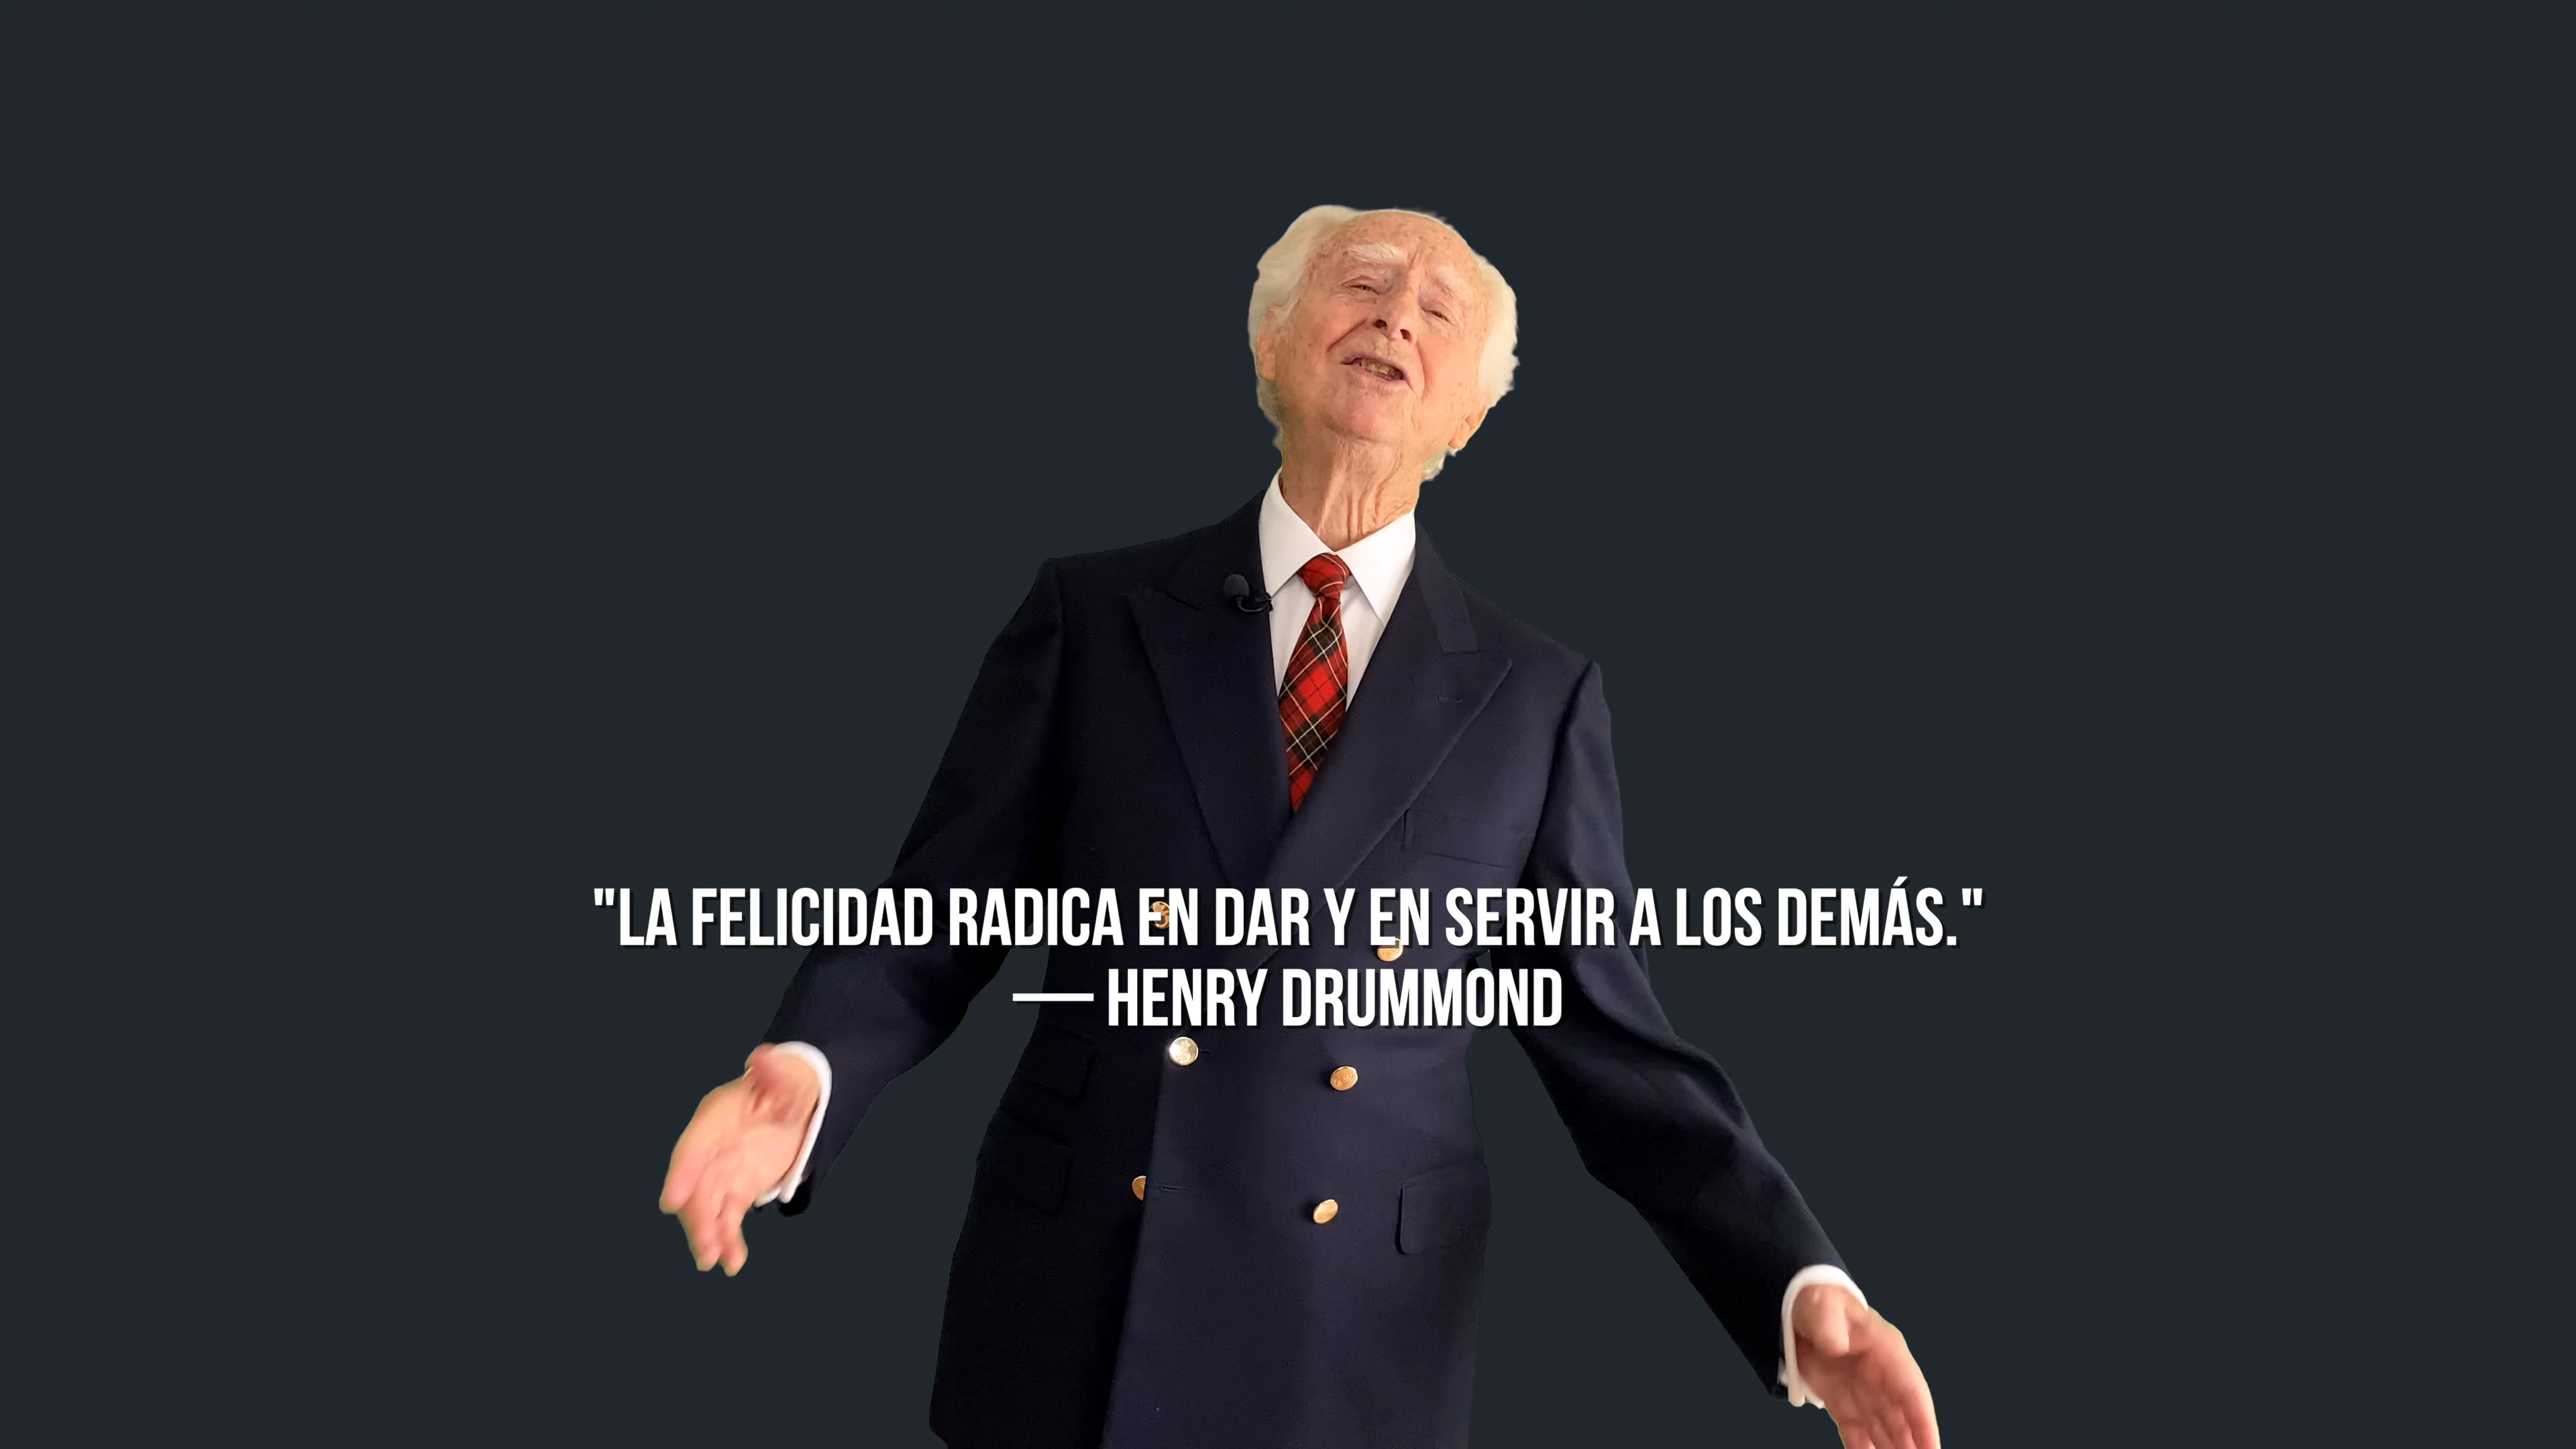 "LA FELICIDAD RADICA EN DAR Y EN SERVIR A LOS DEMÁS."
— HENRY DRUMMOND